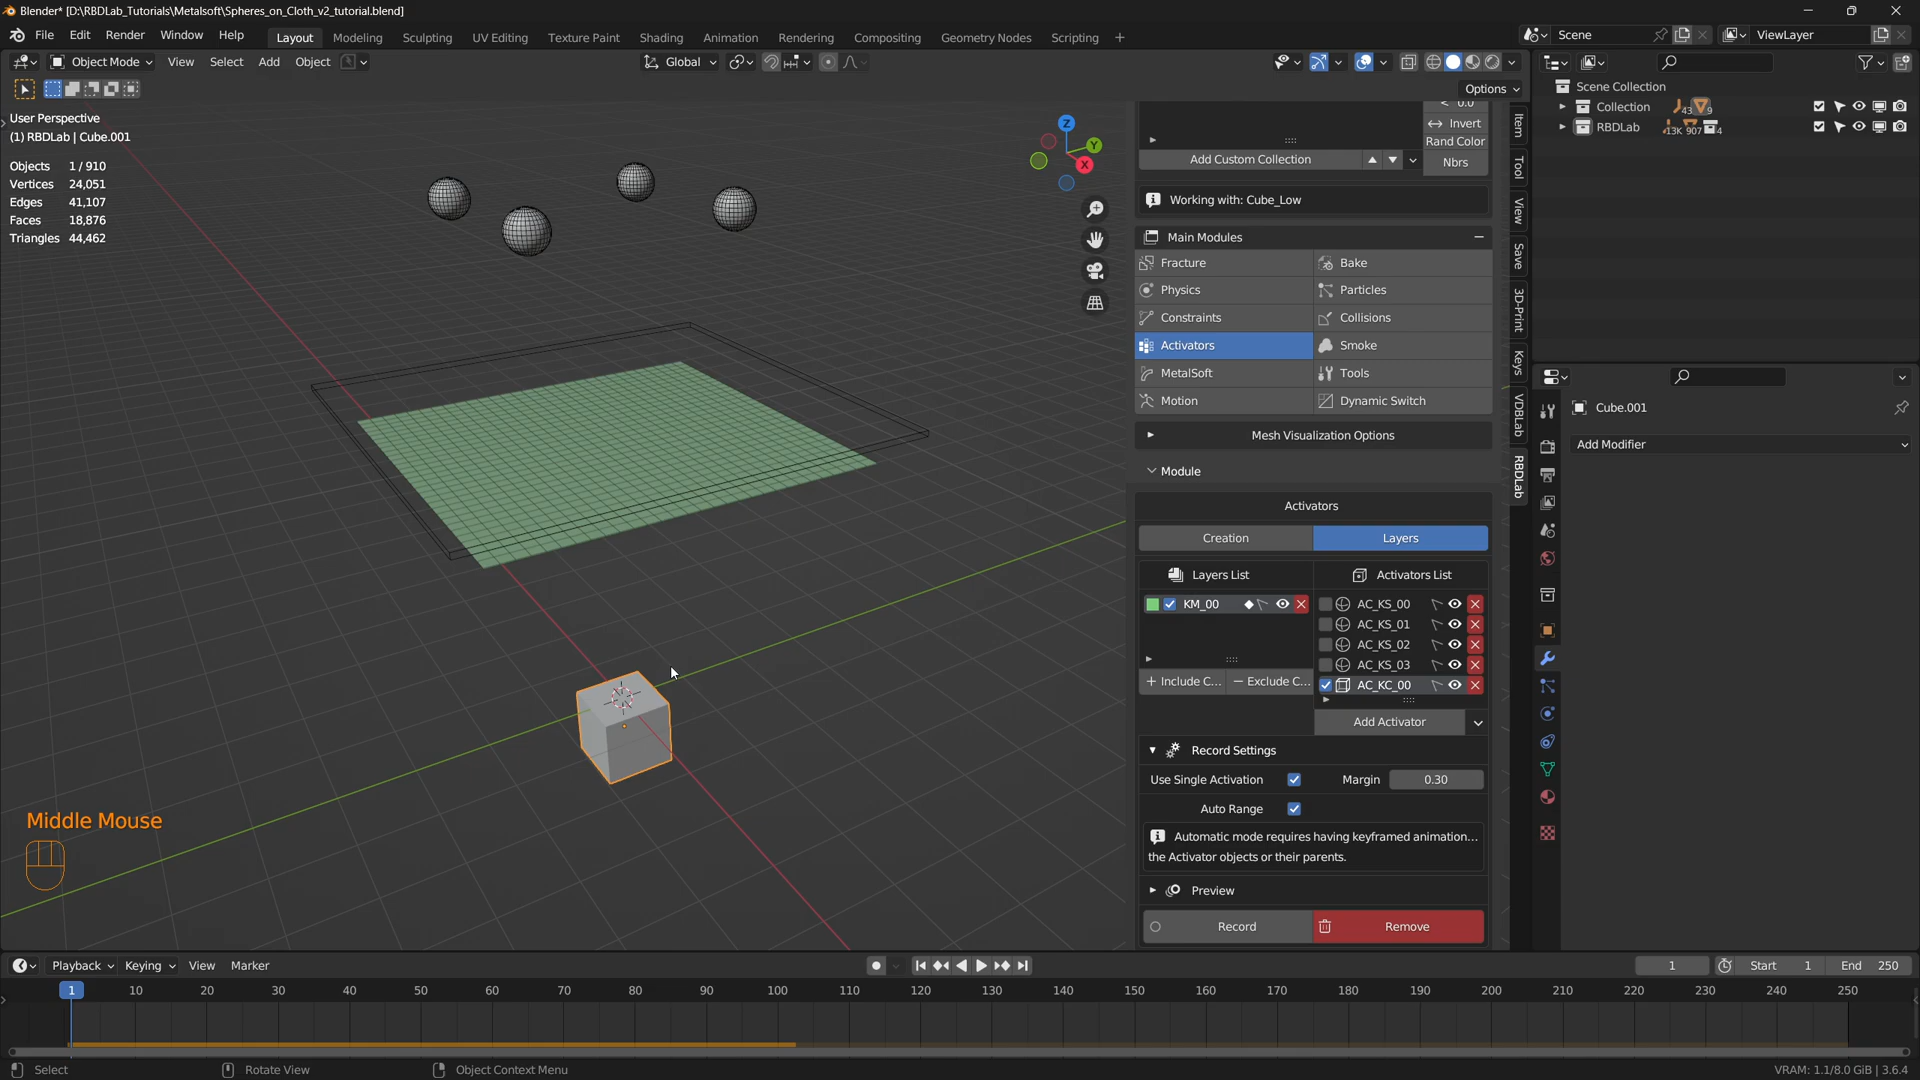 Blender* [D:\RBDLab_Tutorials\Metalsoft\Spheres_on_Cloth_v2_tutorial.blend]
File Edit Render Window Help Layout Modeling Sculpting UV Editing Texture Paint Shading Animation Rendering Compositing Geometry Nodes Scripting + Scene ViewLayer
Object Mode View Select Add Object Global
Options
User Perspective
(1) RBDLab | Cube.001
Objects 1 / 910
Vertices 24,051
Edges 41,107
Faces 18,876
Triangles 44,462
Z
Y
X
Middle Mouse
< 0.0
Invert
Rand Color
Add Custom Collection
Nbrs
Working with: Cube_Low
Main Modules
Fracture Bake
Physics Particles
Constraints Collisions
Activators Smoke
MetalSoft Tools
Motion Dynamic Switch
Mesh Visualization Options
Module
Activators
Creation Layers
Layers List Activators List
KM_00 AC_KS_00
AC_KS_01
AC_KS_02
AC_KS_03
+ Include C... − Exclude C... AC_KC_00
Add Activator
Record Settings
Use Single Activation Margin 0.30
Auto Range
Automatic mode requires having keyframed animation...
the Activator objects or their parents.
Preview
Record Remove
Item
Tool
View
Save
3D-Print
Keys
VDBLab
RBDLab
Scene Collection
Collection 43 9
RBDLab 13K 907 4
Cube.001
Add Modifier
Playback Keying View Marker 1 Start 1 End 250
1 10 20 30 40 50 60 70 80 90 100 110 120 130 140 150 160 170 180 190 200 210 220 230 240 250
Select Rotate View Object Context Menu VRAM: 1.1/8.0 GiB | 3.6.4